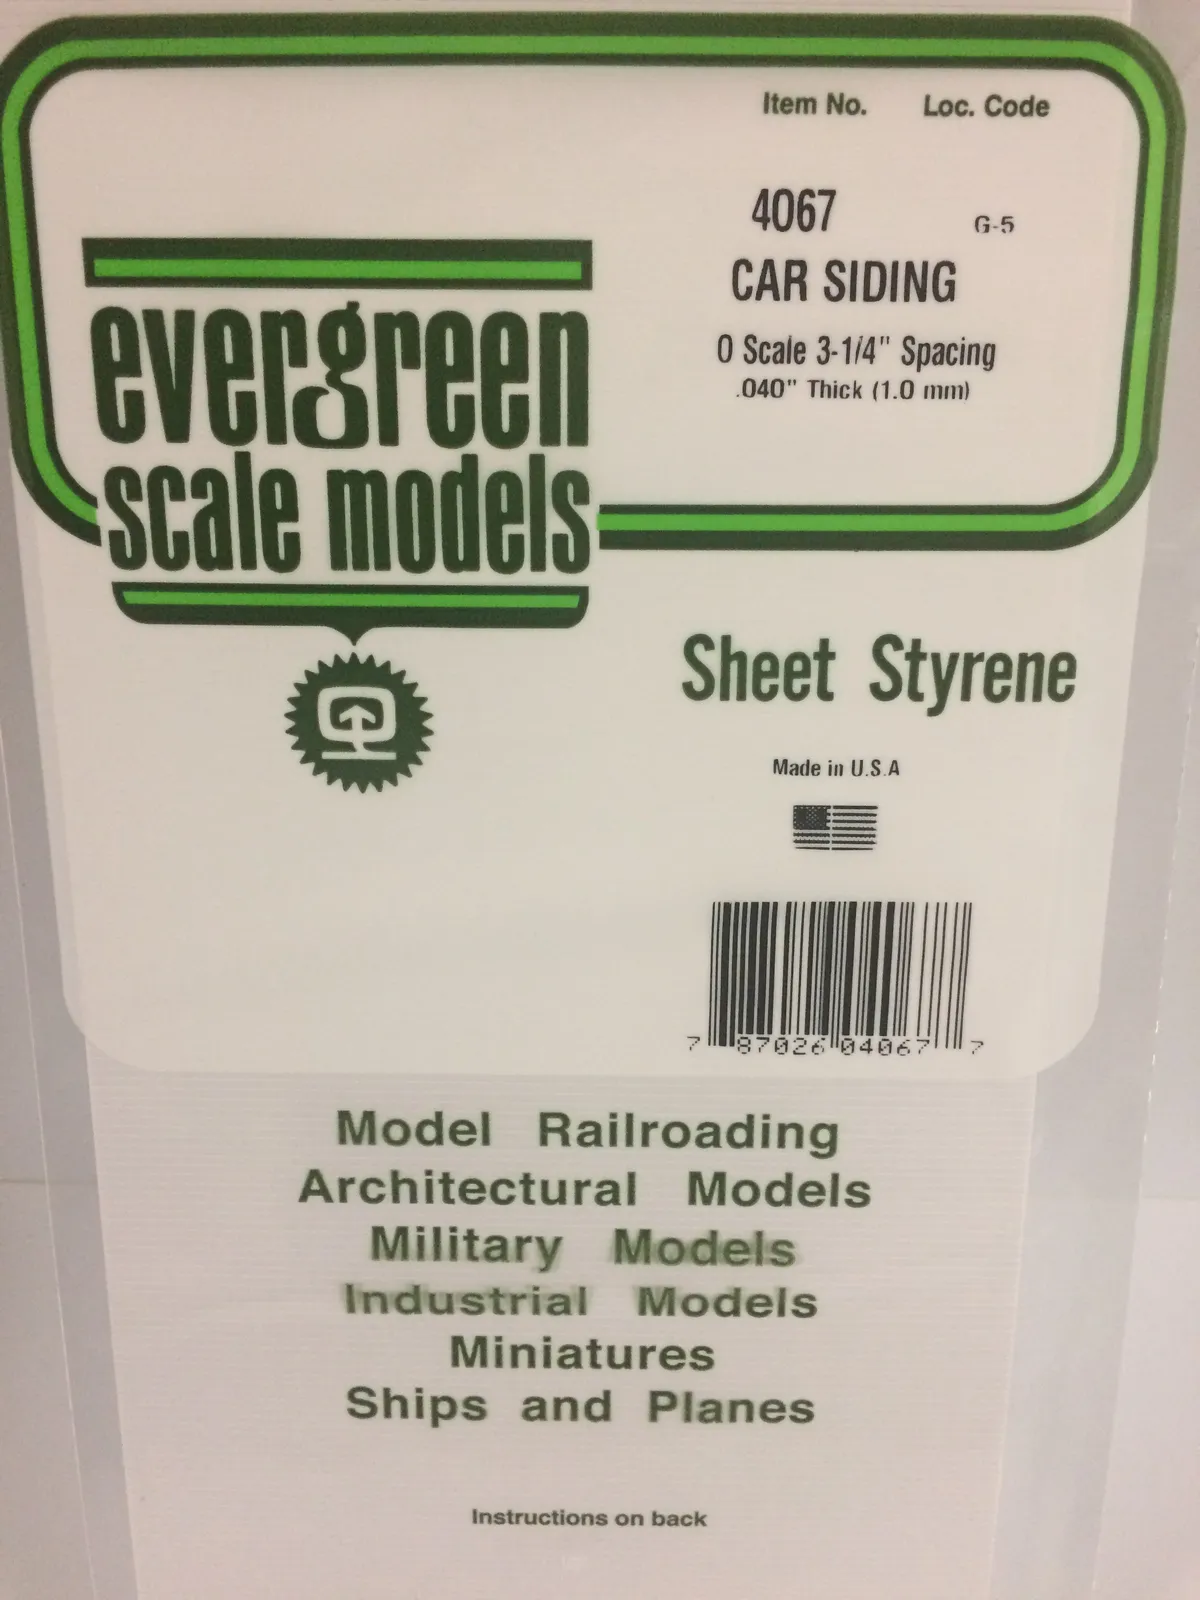 Item No. Loc. Code
4067 G-5
CAR SIDING
O Scale 3-1/4" Spacing
.040" Thick (1.0 mm)
evergreen
scale models
Sheet Styrene
Made in U.S.A
7 87026 04067 7
Model Railroading
Architectural Models
Military Models
Industrial Models
Miniatures
Ships and Planes
Instructions on back